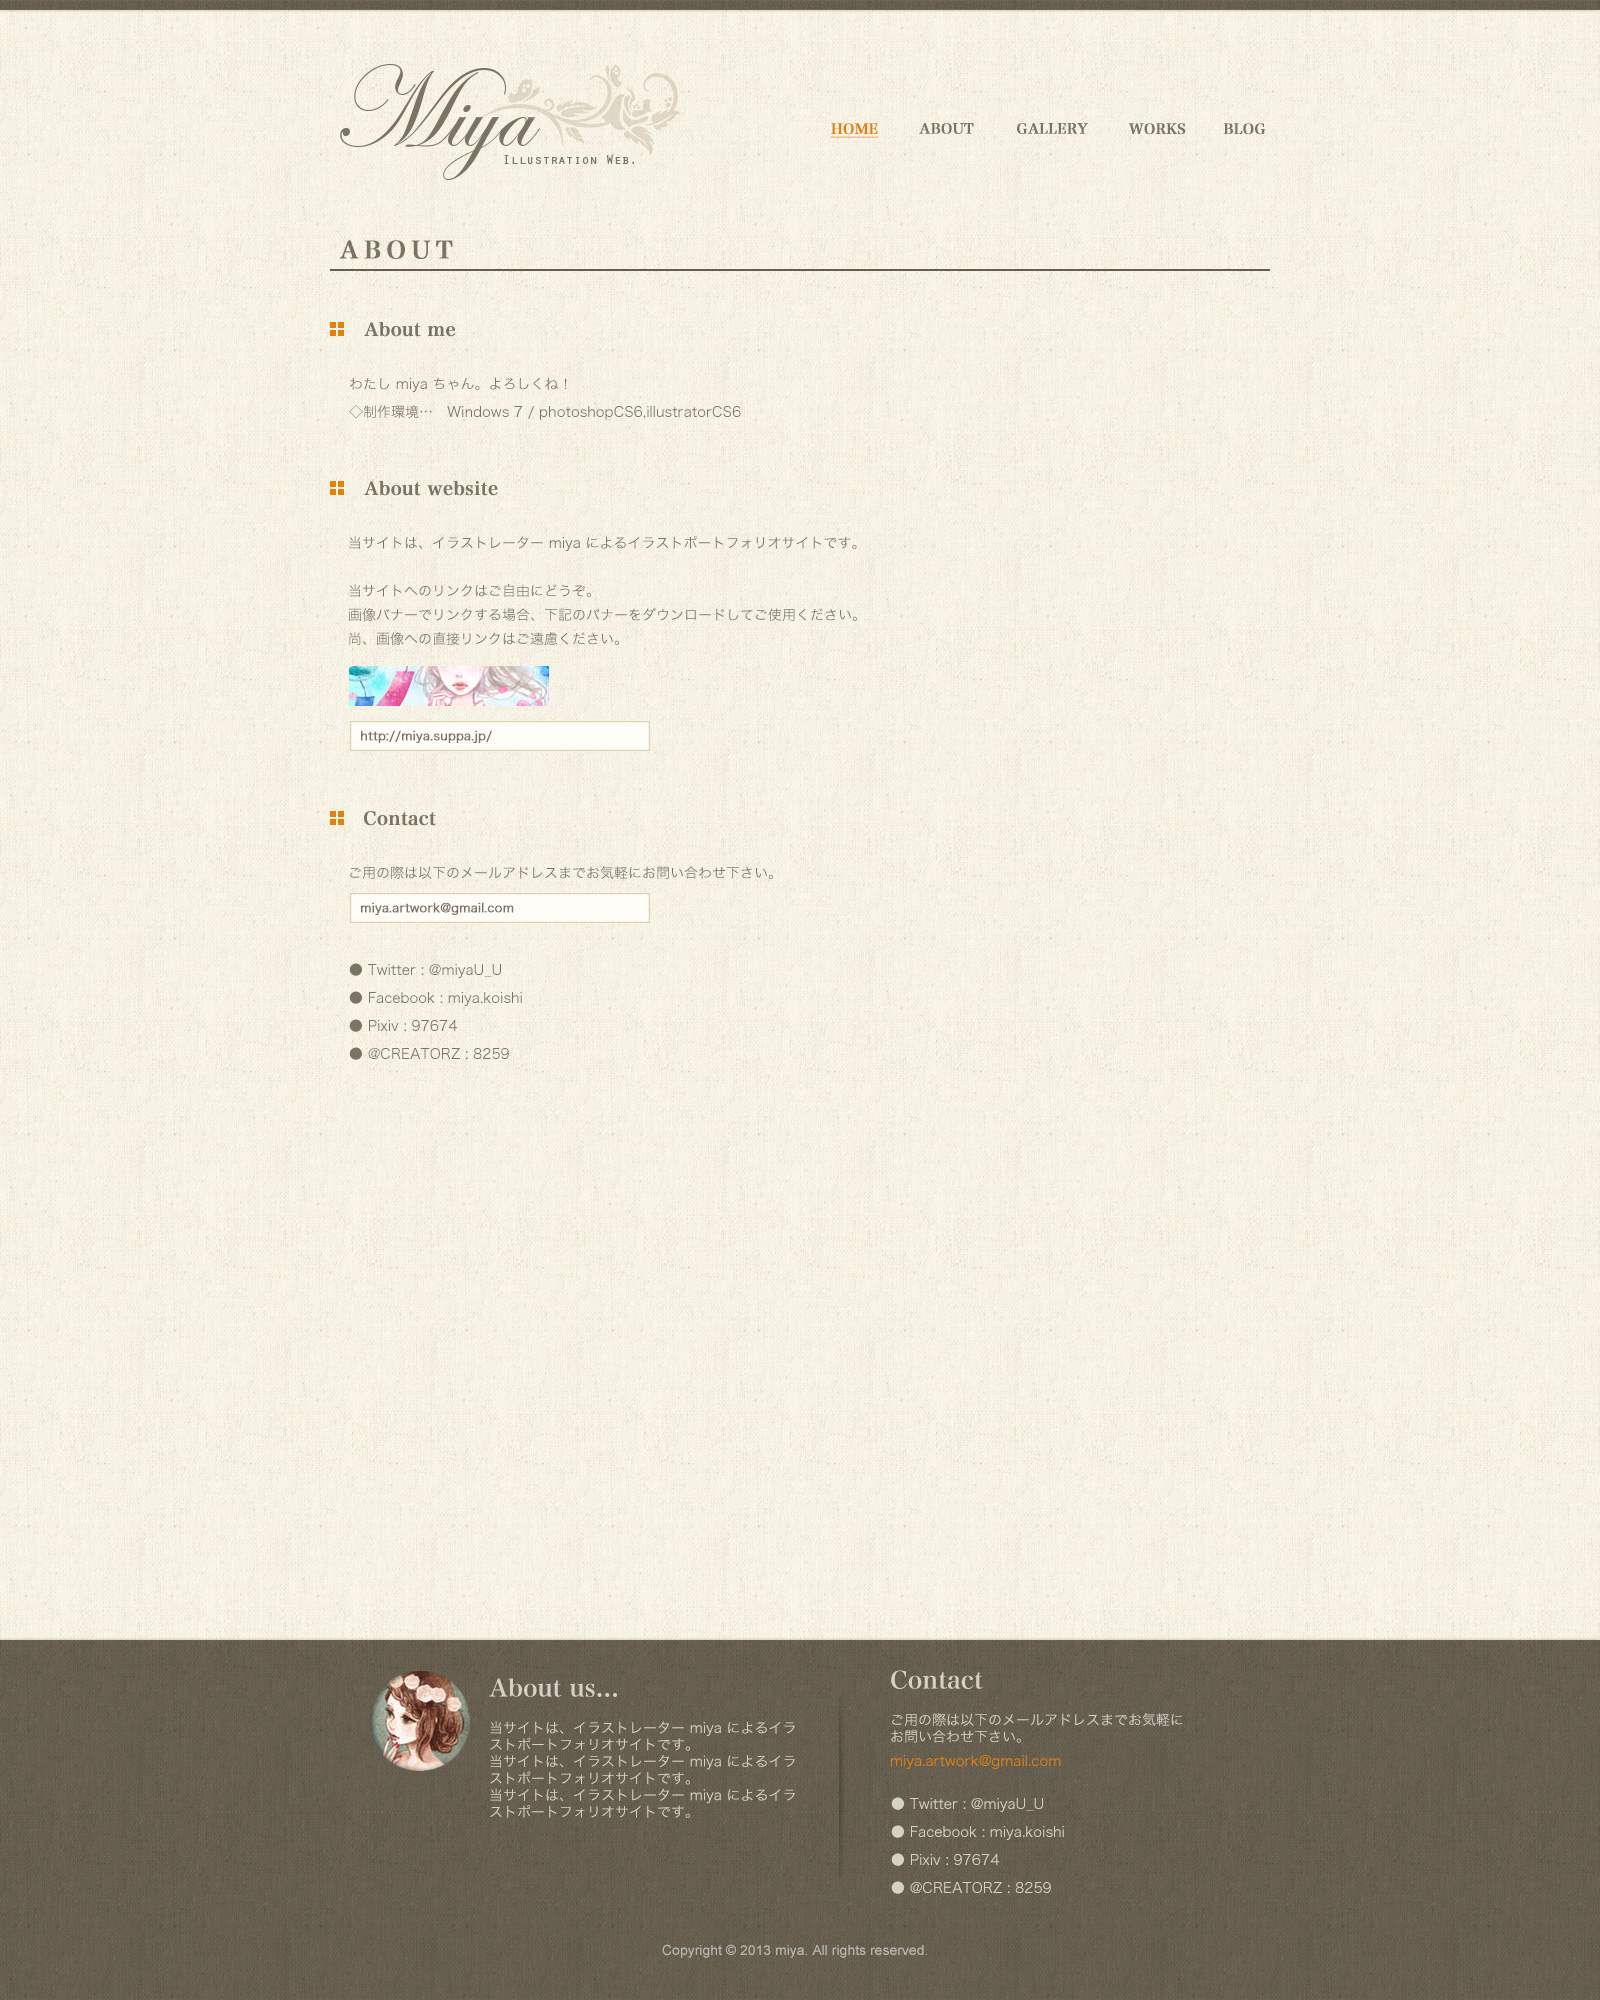 Miya
ILLUSTRATION WEB.
HOME ABOUT GALLERY WORKS BLOG
ABOUT
About me
わたし miya ちゃん。よろしくね！
◇制作環境…　Windows 7 / photoshopCS6,illustratorCS6
About website
当サイトは、イラストレーター miya によるイラストポートフォリオサイトです。
当サイトへのリンクはご自由にどうぞ。
画像バナーでリンクする場合、下記のバナーをダウンロードしてご使用ください。
尚、画像への直接リンクはご遠慮ください。
http://miya.suppa.jp/
Contact
ご用の際は以下のメールアドレスまでお気軽にお問い合わせ下さい。
miya.artwork@gmail.com
● Twitter : @miyaU_U
● Facebook : miya.koishi
● Pixiv : 97674
● @CREATORZ : 8259
About us...
当サイトは、イラストレーター miya によるイラ
ストポートフォリオサイトです。
当サイトは、イラストレーター miya によるイラ
ストポートフォリオサイトです。
当サイトは、イラストレーター miya によるイラ
ストポートフォリオサイトです。
Contact
ご用の際は以下のメールアドレスまでお気軽に
お問い合わせ下さい。
miya.artwork@gmail.com
● Twitter : @miyaU_U
● Facebook : miya.koishi
● Pixiv : 97674
● @CREATORZ : 8259
Copyright © 2013 miya. All rights reserved.